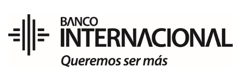 BANCO
INTERNACIONAL
Queremos ser más